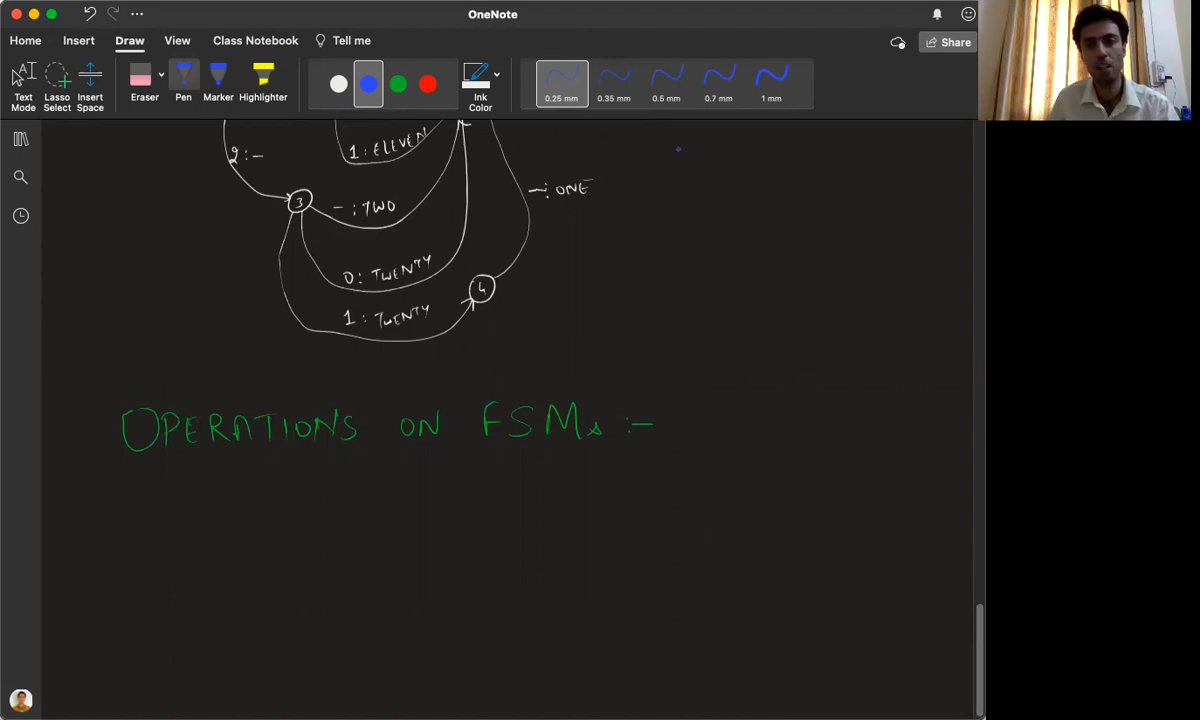 OneNote
Home Insert Draw View Class Notebook Tell me
Share
Text Mode
Lasso Select
Insert Space
Eraser
Pen
Marker
Highlighter
Ink Color
0.25 mm 0.35 mm 0.5 mm 0.7 mm 1 mm
1 : ELEVEN
2 : -
- : ONE
3
- : TWO
0 : TWENTY
4
1 : TWENTY
OPERATIONS ON FSMs :-